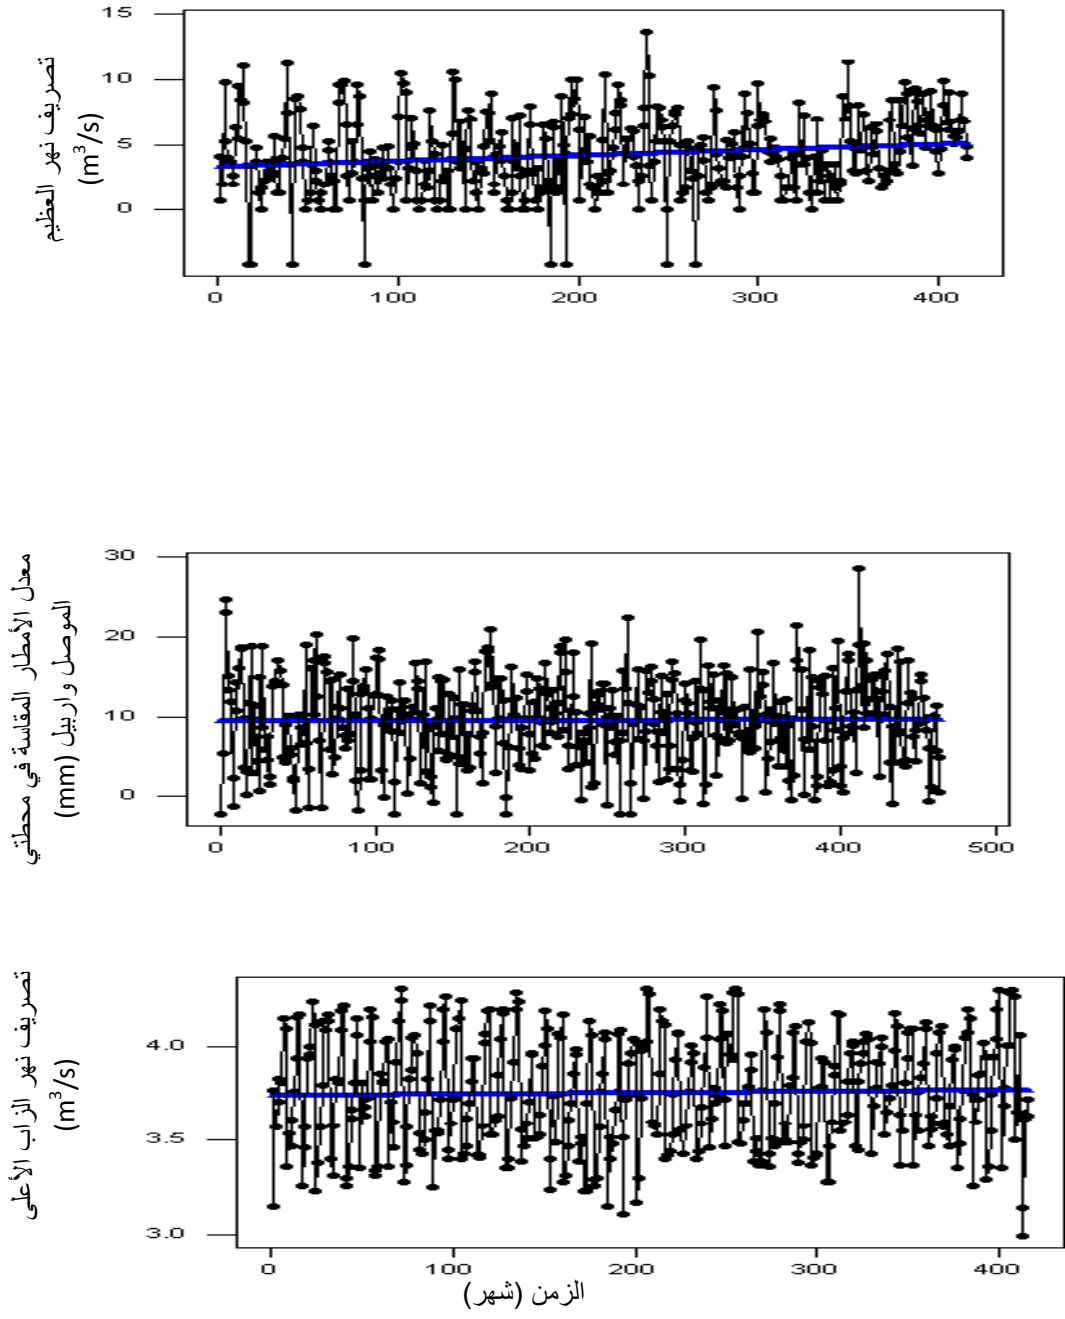 تصريف نهر العظيم
(m³/s)
15
10
5
0
0 100 200 300 400
معدل الأمطار المقاسة في محطتي
الموصل واربيل (mm)
30
20
10
0
0 100 200 300 400 500
تصريف نهر الزاب الأعلى
(m³/s)
4.0
3.5
3.0
0 100 200 300 400
الزمن (شهر)